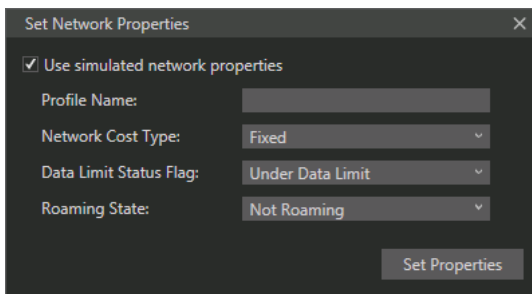 Set Network Properties
Use simulated network properties
Profile Name:
Network Cost Type: Fixed
Data Limit Status Flag: Under Data Limit
Roaming State: Not Roaming
Set Properties